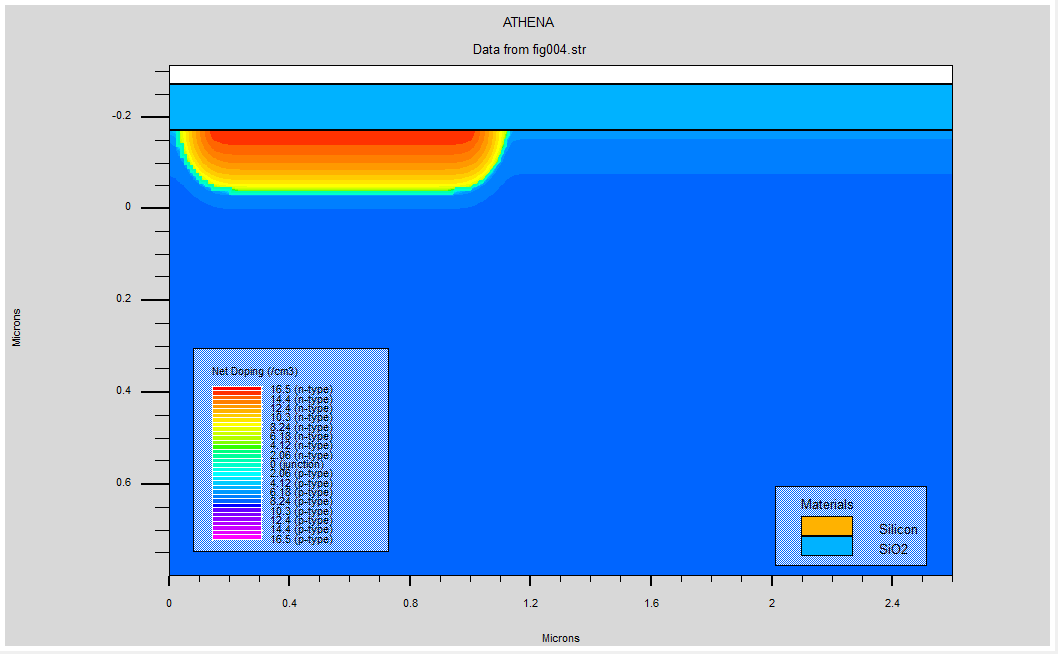 ATHENA
Data from fig004.str
-0.2
0
0.2
0.4
0.6
Microns
Net Doping (/cm3)
16.5 (n-type)
14.4 (n-type)
12.4 (n-type)
10.3 (n-type)
8.24 (n-type)
6.18 (n-type)
4.12 (n-type)
2.06 (n-type)
0 (junction)
2.06 (p-type)
4.12 (p-type)
6.18 (p-type)
8.24 (p-type)
10.3 (p-type)
12.4 (p-type)
14.4 (p-type)
16.5 (p-type)
Materials
Silicon
SiO2
0
0.4
0.8
1.2
1.6
2
2.4
Microns